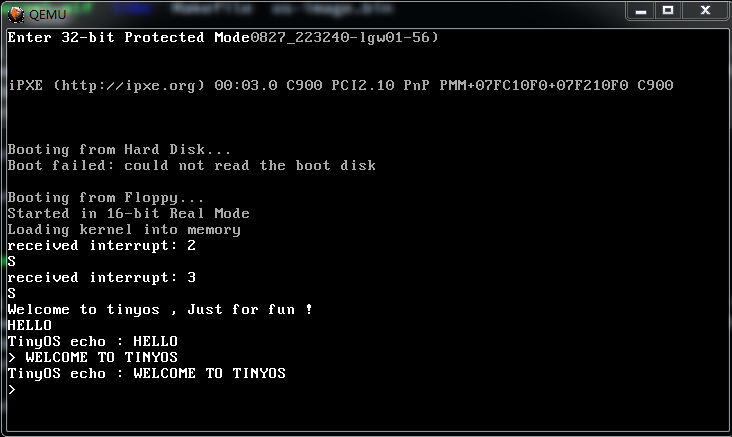 QEMU
Enter 32-bit Protected Mode0827_223240-lgw01-56)
iPXE (http://ipxe.org) 00:03.0 C900 PCI2.10 PnP PMM+07FC10F0+07F210F0 C900
Booting from Hard Disk...
Boot failed: could not read the boot disk
Booting from Floppy...
Started in 16-bit Real Mode
Loading kernel into memory
received interrupt: 2
S
received interrupt: 3
S
Welcome to tinyos , Just for fun !
HELLO
TinyOS echo : HELLO
> WELCOME TO TINYOS
TinyOS echo : WELCOME TO TINYOS
>